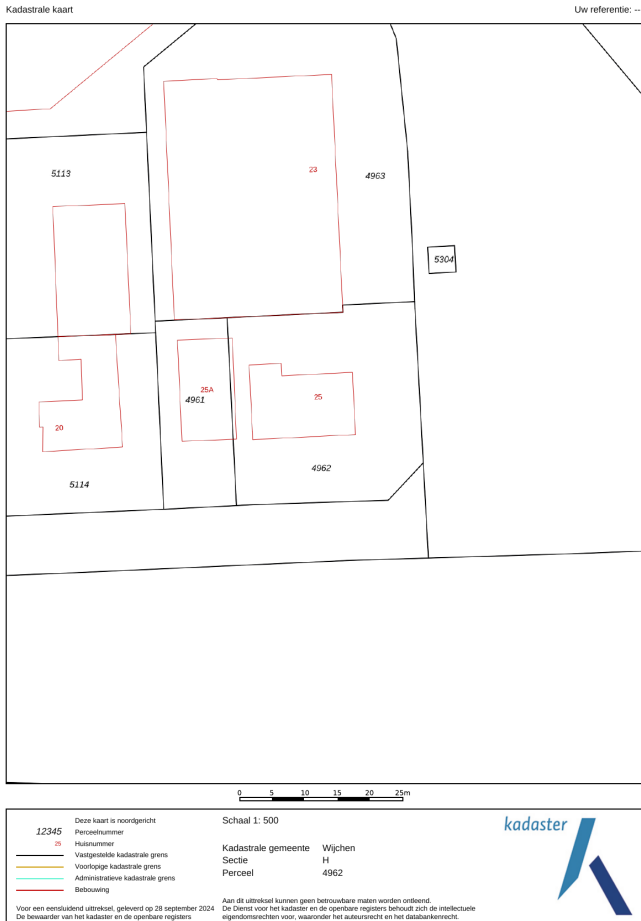 Kadastrale kaart
Uw referentie: --
23
5113
4963
5304
25A
4961
25
20
4962
5114
0 5 10 15 20 25m
Deze kaart is noordgericht
12345 Perceelnummer
25 Huisnummer
Vastgestelde kadastrale grens
Voorlopige kadastrale grens
Administratieve kadastrale grens
Bebouwing
Voor een eensluidend uittreksel, geleverd op 28 september 2024
De bewaarder van het kadaster en de openbare registers
Schaal 1: 500
Kadastrale gemeente Wijchen
Sectie H
Perceel 4962
Aan dit uittreksel kunnen geen betrouwbare maten worden ontleend.
De Dienst voor het kadaster en de openbare registers behoudt zich de intellectuele
eigendomsrechten voor, waaronder het auteursrecht en het databankenrecht.
kadaster